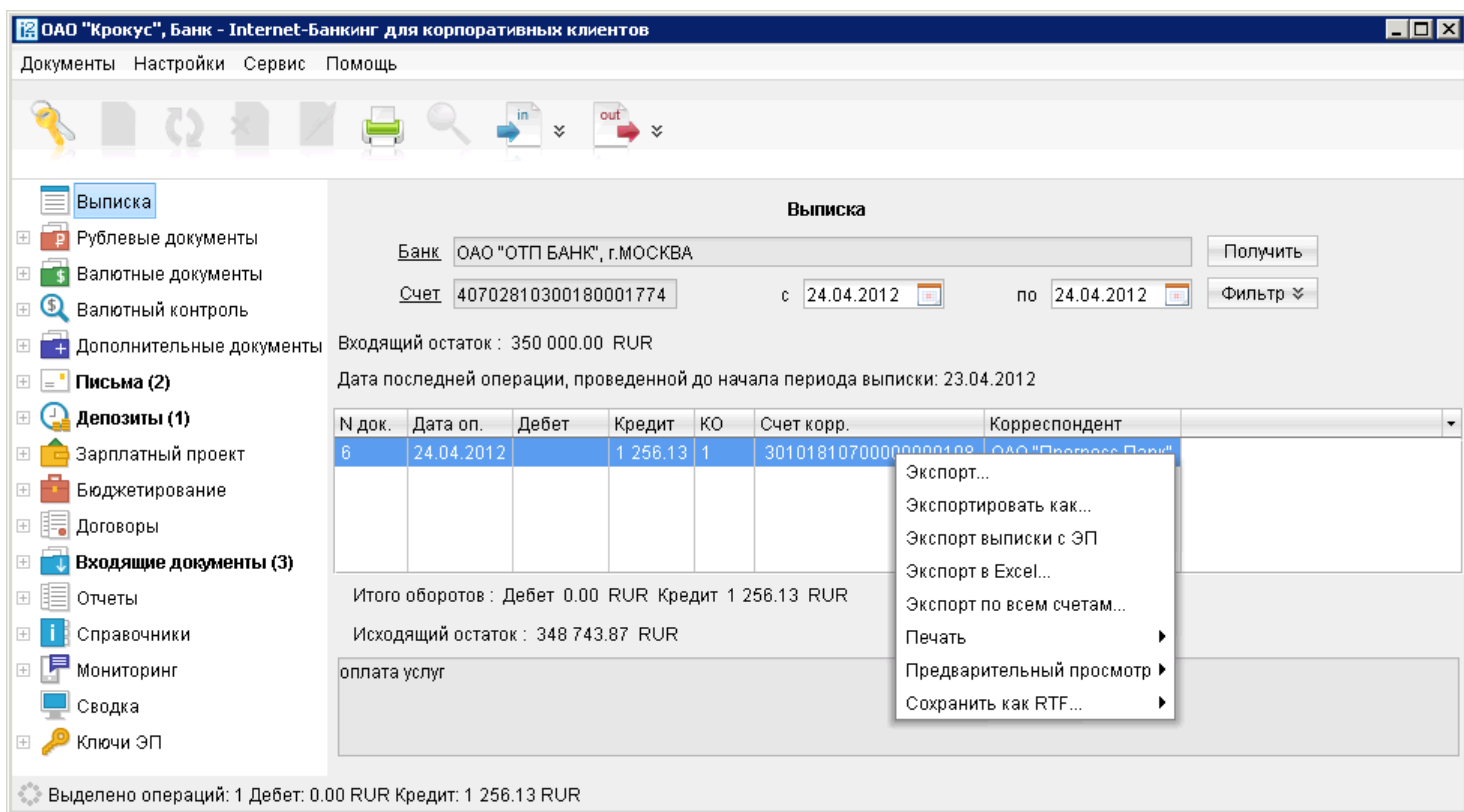 ОАО "Крокус", Банк - Internet-Банкинг для корпоративных клиентов
Документы Настройки Сервис Помощь
in out
Выписка
Рублевые документы
Валютные документы
Валютный контроль
Дополнительные документы
Письма (2)
Депозиты (1)
Зарплатный проект
Бюджетирование
Договоры
Входящие документы (3)
Отчеты
Справочники
Мониторинг
Сводка
Ключи ЭП
Выписка
Банк ОАО "ОТП БАНК", г.МОСКВА Получить
Счет 40702810300180001774 с 24.04.2012 по 24.04.2012 Фильтр
Входящий остаток : 350 000.00 RUR
Дата последней операции, проведенной до начала периода выписки: 23.04.2012
N док. Дата оп. Дебет Кредит КО Счет корр. Корреспондент
6 24.04.2012 1 256.13 1 30101810700000000108 ОАО "Прогресс Парк"
Экспорт...
Экспортировать как...
Экспорт выписки с ЭП
Экспорт в Excel...
Экспорт по всем счетам...
Печать
Предварительный просмотр
Сохранить как RTF...
Итого оборотов : Дебет 0.00 RUR Кредит 1 256.13 RUR
Исходящий остаток : 348 743.87 RUR
оплата услуг
Выделено операций: 1 Дебет: 0.00 RUR Кредит: 1 256.13 RUR